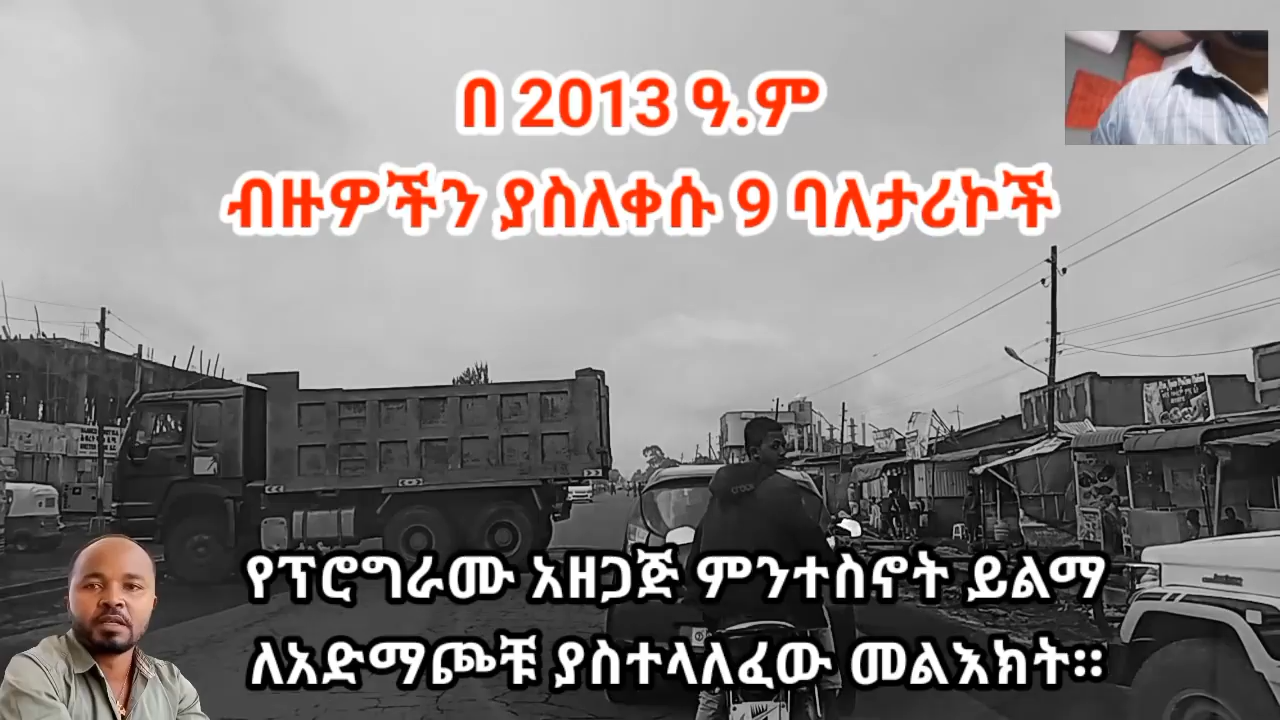 በ 2013 ዓ.ም
ብዙዎችን ያስለቀሱ 9 ባለታሪኮች
የፕሮግራሙ አዘጋጅ ምንተስኖት ይልማ
ለአድማጮቹ ያስተላለፈው መልእክት።